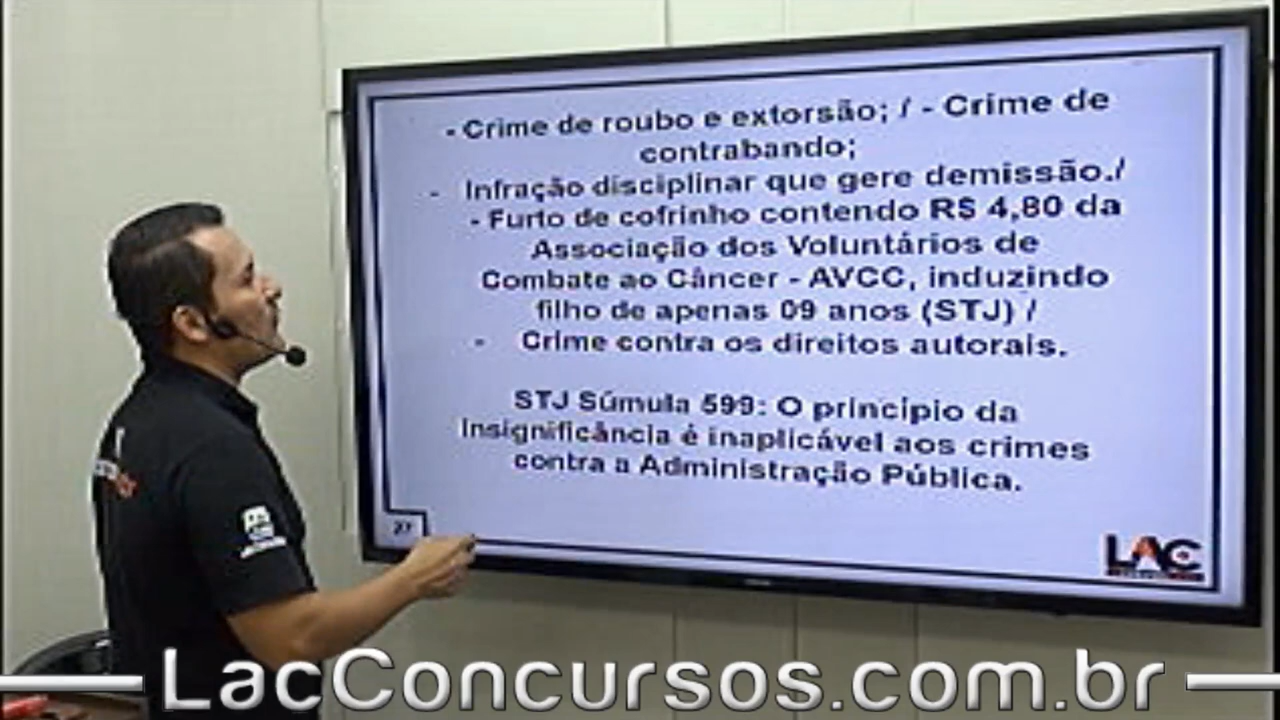 - Crime de roubo e extorsão; / - Crime de
contrabando;
- Infração disciplinar que gere demissão./
- Furto de cofrinho contendo R$ 4,80 da
Associação dos Voluntários de
Combate ao Câncer - AVCC, induzindo
filho de apenas 09 anos (STJ) /
- Crime contra os direitos autorais.
STJ Súmula 599: O principio da
Insignificância é inaplicável aos crimes
contra a Administração Pública.
27
LAC
LacConcursos.com.br